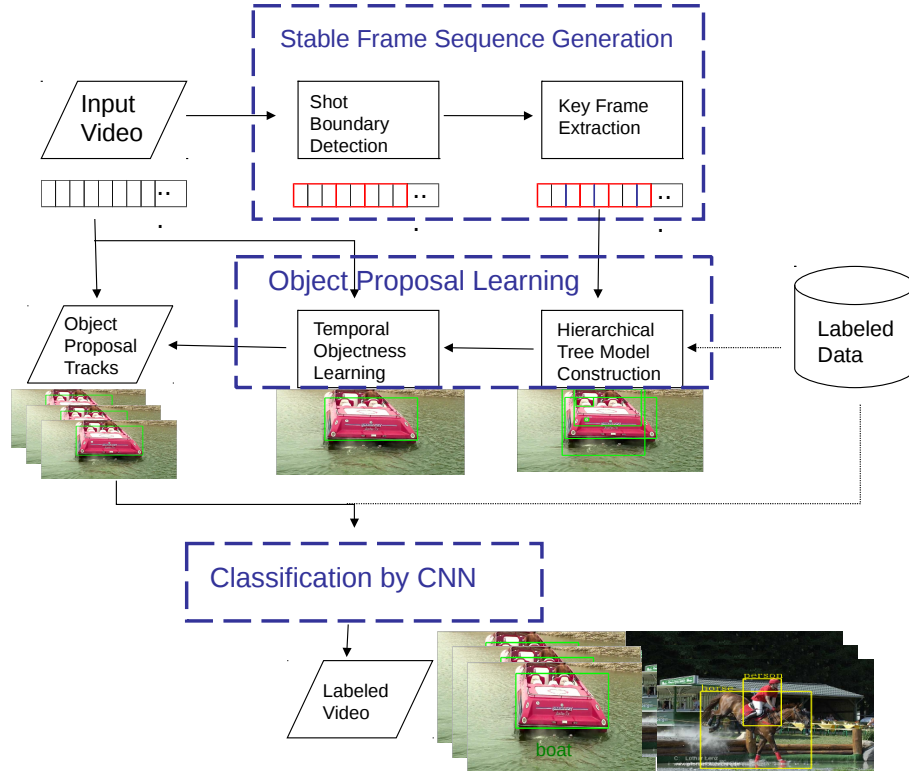 Stable Frame Sequence Generation
Input
Video
Shot
Boundary
Detection
Key Frame
Extraction
Object Proposal Learning
Object
Proposal
Tracks
Temporal
Objectness
Learning
Hierarchical
Tree Model
Construction
Labeled
Data
Classification by CNN
Labeled
Video
boat
person
horse